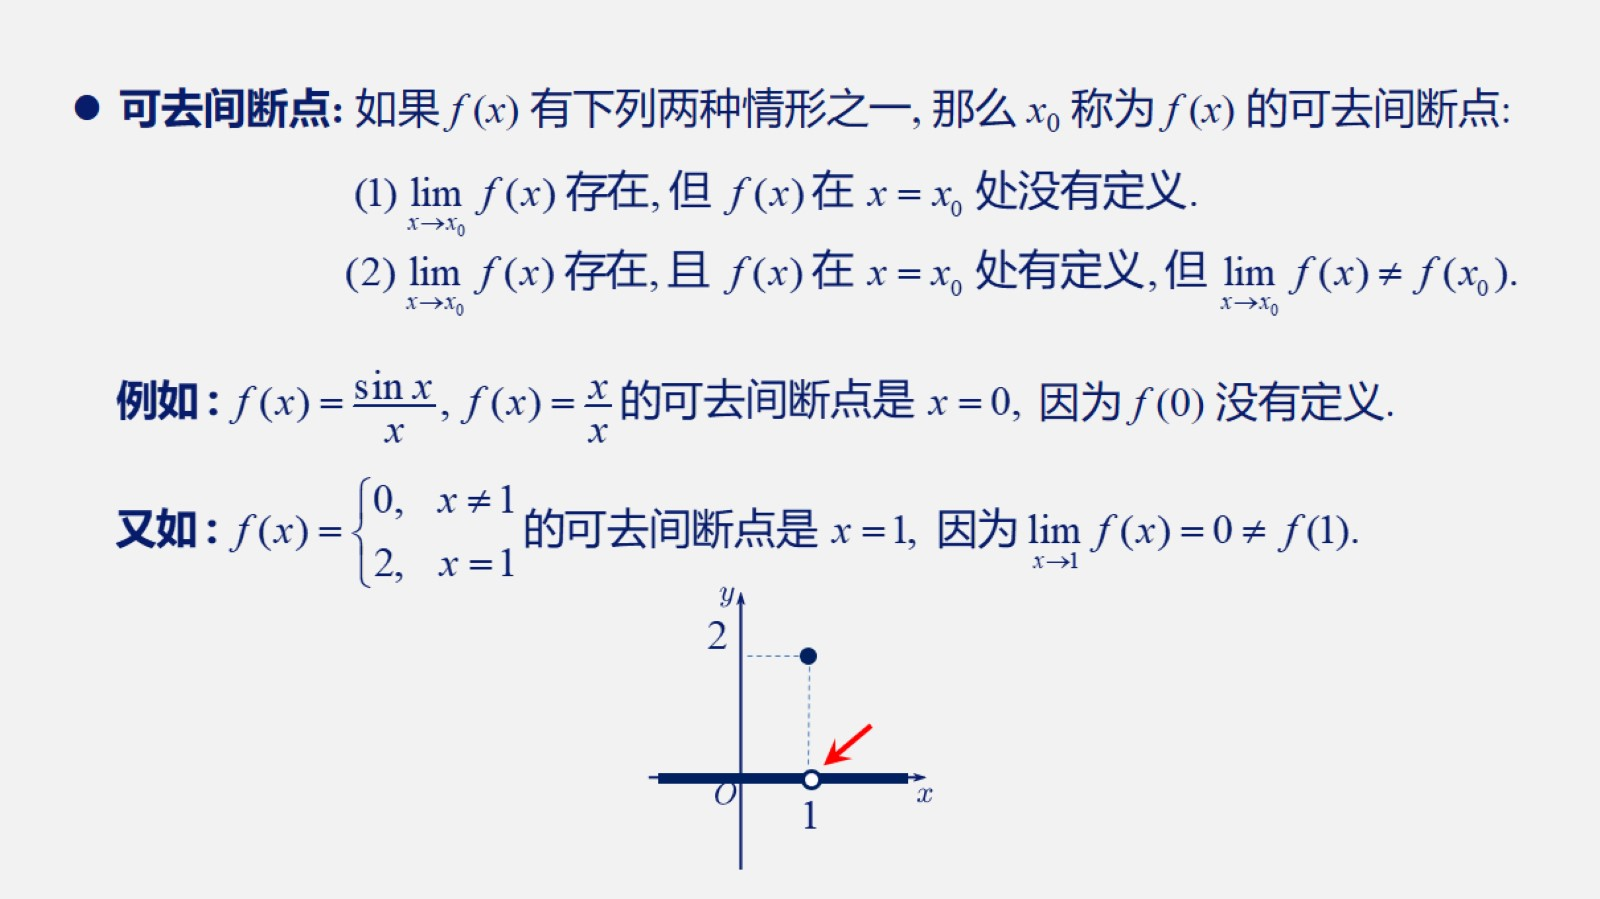 ● 可去间断点: 如果 f(x) 有下列两种情形之一, 那么 x₀ 称为 f(x) 的可去间断点:
(1) lim_{x→x₀} f(x) 存在, 但 f(x) 在 x = x₀ 处没有定义.
(2) lim_{x→x₀} f(x) 存在, 且 f(x) 在 x = x₀ 处有定义, 但 lim_{x→x₀} f(x) ≠ f(x₀).
例如: f(x) = sin x / x, f(x) = x / x 的可去间断点是 x = 0, 因为 f(0) 没有定义.
又如: f(x) = { 0, x ≠ 1; 2, x = 1 的可去间断点是 x = 1, 因为 lim_{x→1} f(x) = 0 ≠ f(1).
y
2
O
x
1